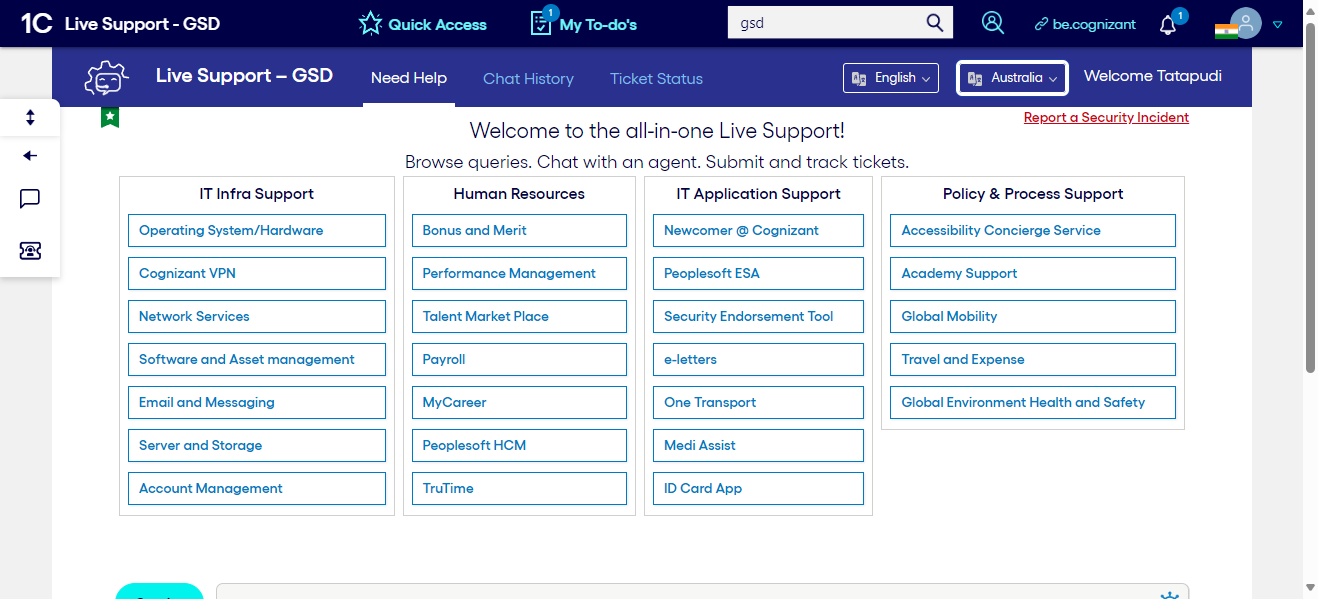 1C Live Support - GSD
Quick Access
1
My To-do's
gsd
be.cognizant
1
Live Support – GSD
Need Help
Chat History
Ticket Status
English
Australia
Welcome Tatapudi
Report a Security Incident
Welcome to the all-in-one Live Support!
Browse queries. Chat with an agent. Submit and track tickets.
IT Infra Support
Operating System/Hardware
Cognizant VPN
Network Services
Software and Asset management
Email and Messaging
Server and Storage
Account Management
Human Resources
Bonus and Merit
Performance Management
Talent Market Place
Payroll
MyCareer
Peoplesoft HCM
TruTime
IT Application Support
Newcomer @ Cognizant
Peoplesoft ESA
Security Endorsement Tool
e-letters
One Transport
Medi Assist
ID Card App
Policy & Process Support
Accessibility Concierge Service
Academy Support
Global Mobility
Travel and Expense
Global Environment Health and Safety